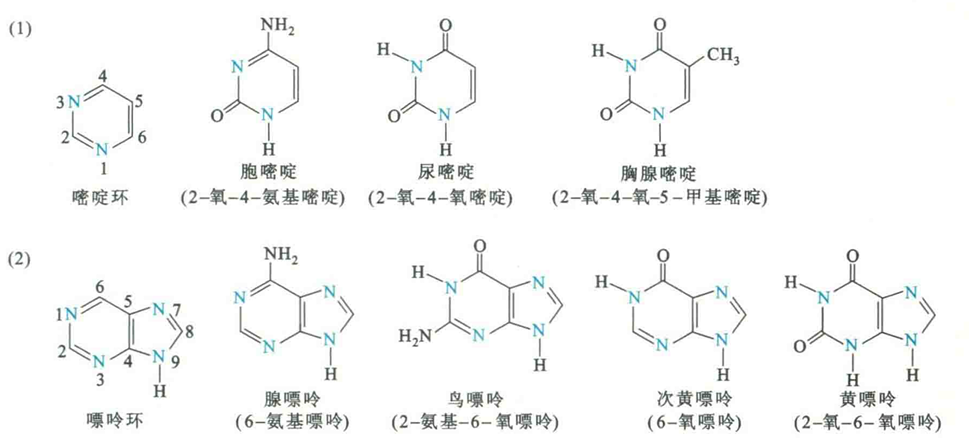 (1)
NH₂
O
O
H
CH₃
H
4
3 N
5
N
N
N
2
6
O
N
O
N
O
N
N
1
H
H
H
嘧啶环
胞嘧啶
尿嘧啶
胸腺嘧啶
(2-氧-4-氨基嘧啶)
(2-氧-4-氧嘧啶)
(2-氧-4-氧-5-甲基嘧啶)
(2)
NH₂
O
O
O
6
H
H
H
1 N
5
N 7
N
N
N
N
N
N
N
N
8
2
N
4
N 9
N
N
H₂N
N
N
N
N
O
N
N
3
H
H
H
H
H
H
嘌呤环
腺嘌呤
鸟嘌呤
次黄嘌呤
黄嘌呤
(6-氨基嘌呤)
(2-氨基-6-氧嘌呤)
(6-氧嘌呤)
(2-氧-6-氧嘌呤)